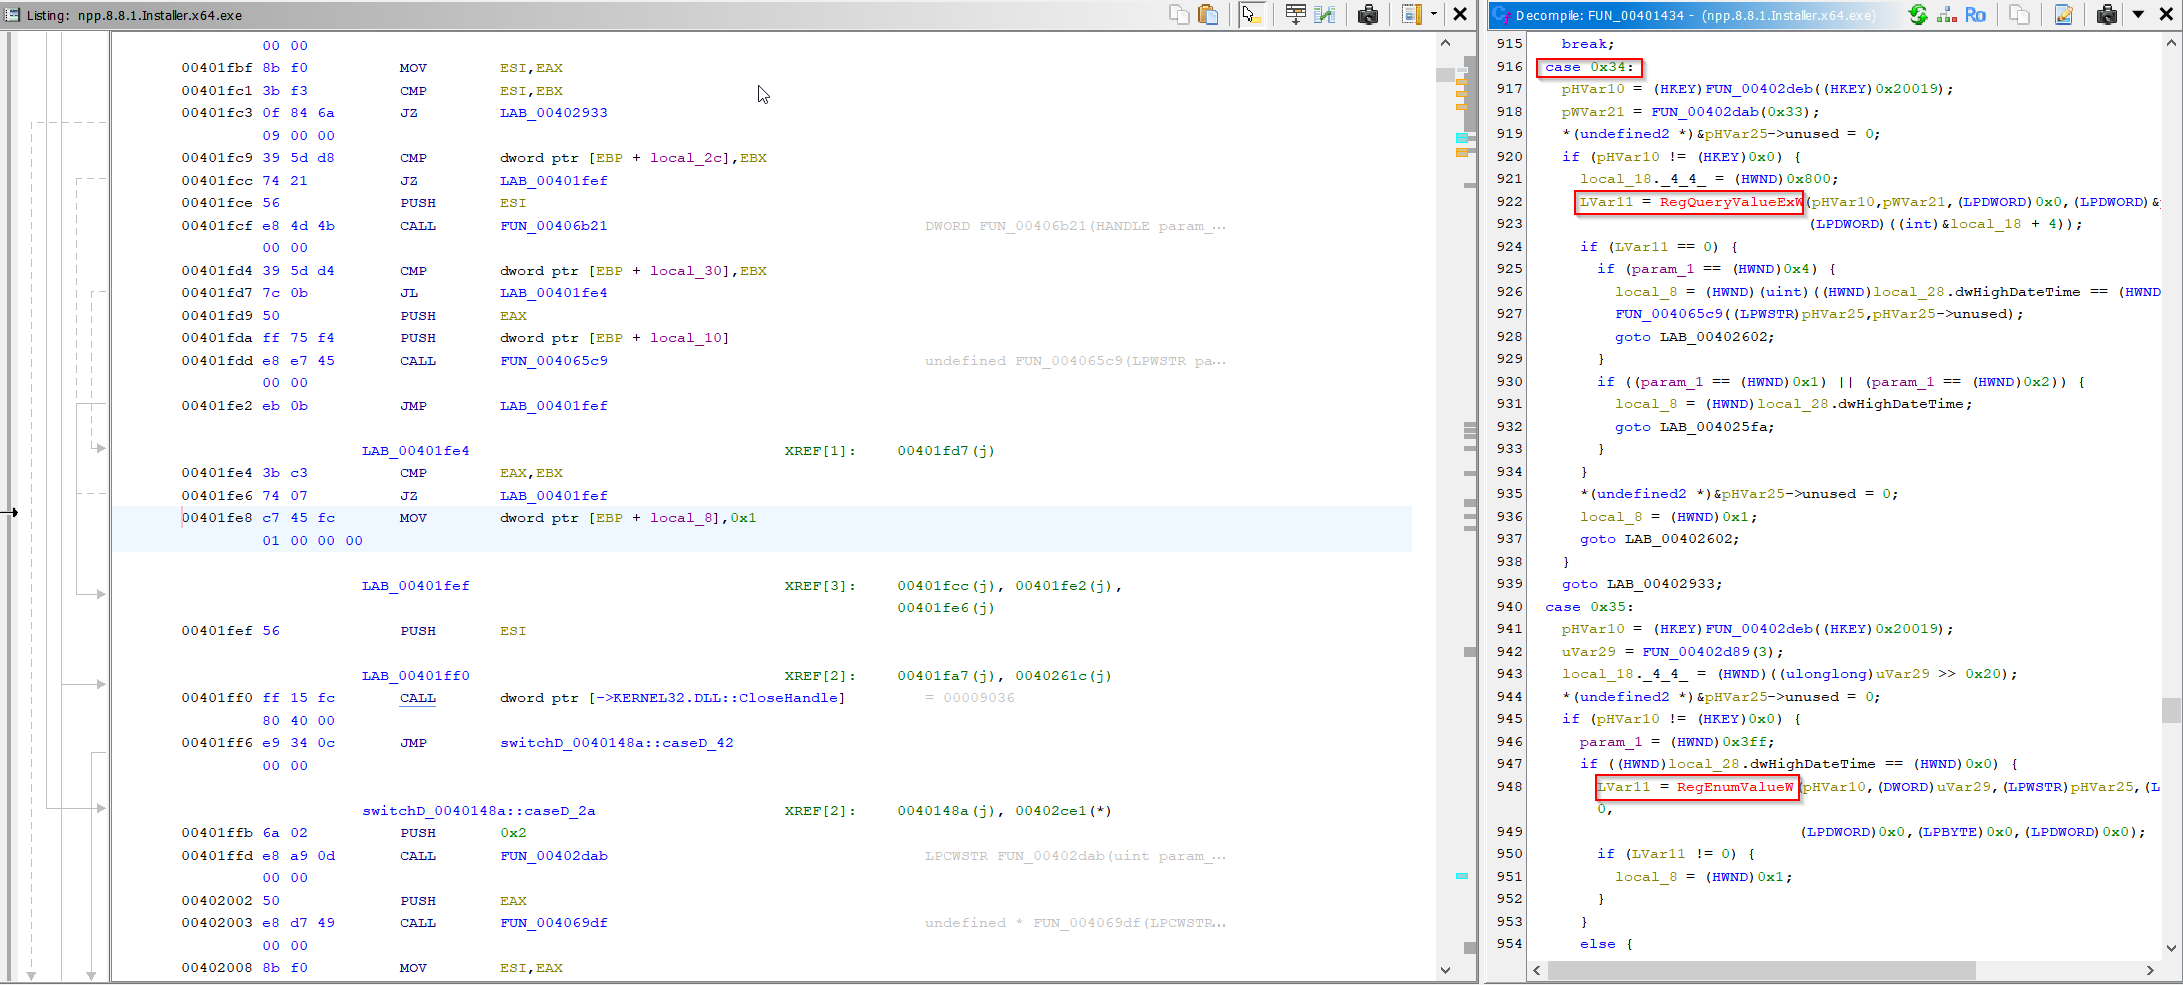 Listing: npp.8.8.1.Installer.x64.exe
00 00
00401fbf 8b f0 MOV ESI,EAX
00401fc1 3b f3 CMP ESI,EBX
00401fc3 0f 84 6a JZ LAB_00402933
09 00 00
00401fc9 39 5d d8 CMP dword ptr [EBP + local_2c],EBX
00401fcc 74 21 JZ LAB_00401fef
00401fce 56 PUSH ESI
00401fcf e8 4d 4b CALL FUN_00406b21 DWORD FUN_00406b21(HANDLE param_...
00 00
00401fd4 39 5d d4 CMP dword ptr [EBP + local_30],EBX
00401fd7 7c 0b JL LAB_00401fe4
00401fd9 50 PUSH EAX
00401fda ff 75 f4 PUSH dword ptr [EBP + local_10]
00401fdd e8 e7 45 CALL FUN_004065c9 undefined FUN_004065c9(LPWSTR pa...
00 00
00401fe2 eb 0b JMP LAB_00401fef
LAB_00401fe4 XREF[1]: 00401fd7(j)
00401fe4 3b c3 CMP EAX,EBX
00401fe6 74 07 JZ LAB_00401fef
00401fe8 c7 45 fc MOV dword ptr [EBP + local_8],0x1
01 00 00 00
LAB_00401fef XREF[3]: 00401fcc(j), 00401fe2(j),
00401fe6(j)
00401fef 56 PUSH ESI
LAB_00401ff0 XREF[2]: 00401fa7(j), 0040261c(j)
00401ff0 ff 15 fc CALL dword ptr [->KERNEL32.DLL::CloseHandle] = 00009036
80 40 00
00401ff6 e9 34 0c JMP switchD_0040148a::caseD_42
00 00
switchD_0040148a::caseD_2a XREF[2]: 0040148a(j), 00402ce1(*)
00401ffb 6a 02 PUSH 0x2
00401ffd e8 a9 0d CALL FUN_00402dab LPCWSTR FUN_00402dab(uint param_...
00 00
00402002 50 PUSH EAX
00402003 e8 d7 49 CALL FUN_004069df undefined * FUN_004069df(LPCWSTR...
00 00
00402008 8b f0 MOV ESI,EAX
Decompile: FUN_00401434 - (npp.8.8.1.Installer.x64.exe)
Ro
915 break;
916 case 0x34:
917 pHVar10 = (HKEY)FUN_00402deb((HKEY)0x20019);
918 pWVar21 = FUN_00402dab(0x33);
919 *(undefined2 *)&pHVar25->unused = 0;
920 if (pHVar10 != (HKEY)0x0) {
921 local_18._4_4_ = (HWND)0x800;
922 LVar11 = RegQueryValueExW(pHVar10,pWVar21,(LPDWORD)0x0,(LPDWORD)&
923 (LPDWORD)((int)&local_18 + 4));
924 if (LVar11 == 0) {
925 if (param_1 == (HWND)0x4) {
926 local_8 = (HWND)(uint)((HWND)local_28.dwHighDateTime == (HWND
927 FUN_004065c9((LPWSTR)pHVar25,pHVar25->unused);
928 goto LAB_00402602;
929 }
930 if ((param_1 == (HWND)0x1) || (param_1 == (HWND)0x2)) {
931 local_8 = (HWND)local_28.dwHighDateTime;
932 goto LAB_004025fa;
933 }
934 }
935 *(undefined2 *)&pHVar25->unused = 0;
936 local_8 = (HWND)0x1;
937 goto LAB_00402602;
938 }
939 goto LAB_00402933;
940 case 0x35:
941 pHVar10 = (HKEY)FUN_00402deb((HKEY)0x20019);
942 uVar29 = FUN_00402d89(3);
943 local_18._4_4_ = (HWND)((ulonglong)uVar29 >> 0x20);
944 *(undefined2 *)&pHVar25->unused = 0;
945 if (pHVar10 != (HKEY)0x0) {
946 param_1 = (HWND)0x3ff;
947 if ((HWND)local_28.dwHighDateTime == (HWND)0x0) {
948 LVar11 = RegEnumValueW(pHVar10,(DWORD)uVar29,(LPWSTR)pHVar25,(L
0,
949 (LPDWORD)0x0,(LPBYTE)0x0,(LPDWORD)0x0);
950 if (LVar11 != 0) {
951 local_8 = (HWND)0x1;
952 }
953 }
954 else {